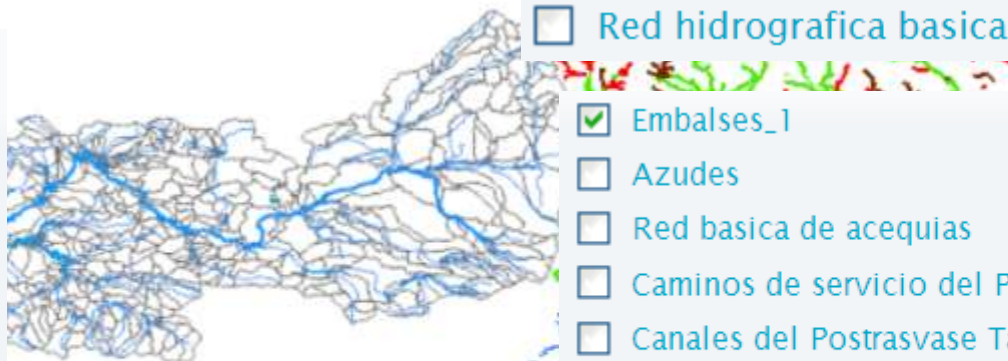 Red hidrografica basica
Embalses_1
Azudes
Red basica de acequias
Caminos de servicio del
Canales del Postrasvase